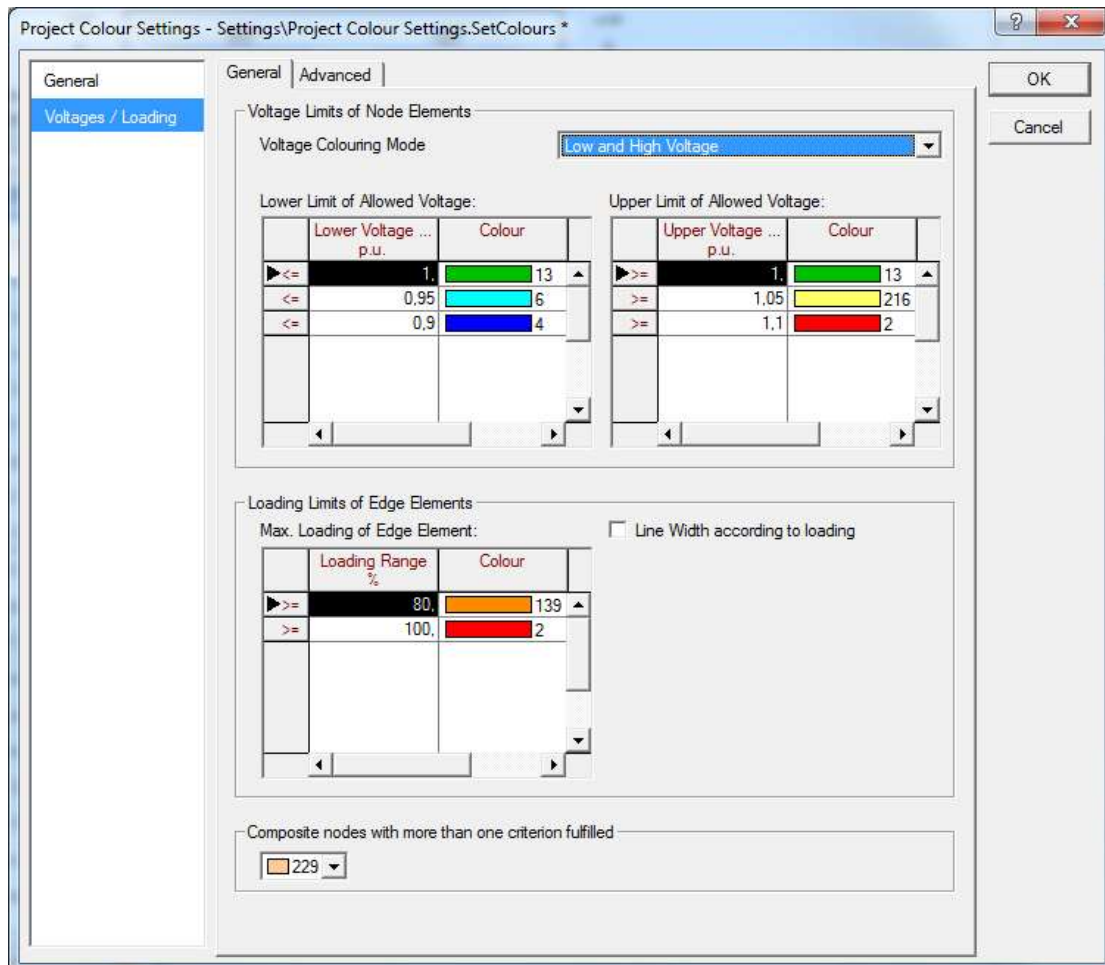 Project Colour Settings - Settings\Project Colour Settings.SetColours *
General
Voltages / Loading
General Advanced
OK
Cancel
Voltage Limits of Node Elements
Voltage Colouring Mode Low and High Voltage
Lower Limit of Allowed Voltage: Upper Limit of Allowed Voltage:
Lower Voltage ... Colour Upper Voltage ... Colour
p.u. p.u.
<= 1, 13 >= 1, 13
<= 0,95 6 >= 1,05 216
<= 0,9 4 >= 1,1 2
Loading Limits of Edge Elements
Max. Loading of Edge Element: Line Width according to loading
Loading Range Colour
%
>= 80, 139
>= 100, 2
Composite nodes with more than one criterion fulfilled
229